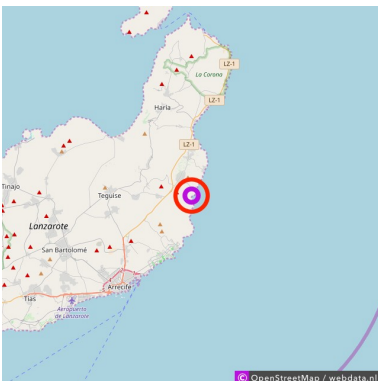 LZ-1
La Corona
LZ-1
Haría
LZ-1
Tinajo
Teguise
Lanzarote
San Bartolomé
Arrecife
Tías
Aeropuerto
de Lanzarote
© OpenStreetMap / webdata.nl